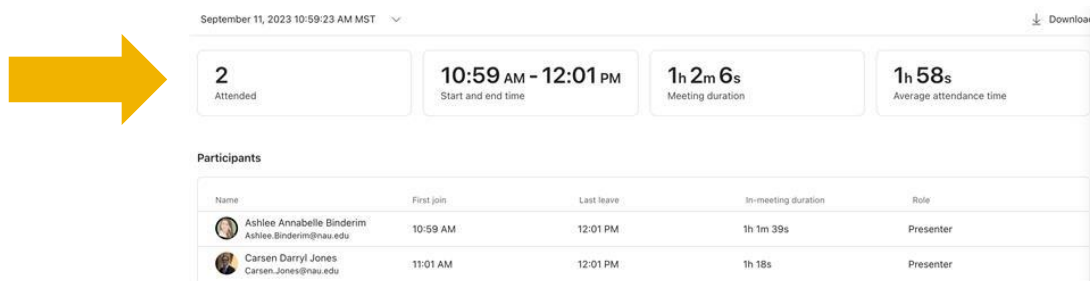 September 11, 2023 10:59:23 AM MST
Download
2
Attended
10:59 AM - 12:01 PM
Start and end time
1h 2m 6s
Meeting duration
1h 58s
Average attendance time
Participants
Name First join Last leave In-meeting duration Role
Ashlee Annabelle Binderim
Ashlee.Binderim@nau.edu
10:59 AM 12:01 PM 1h 1m 39s Presenter
Carsen Darryl Jones
Carsen.Jones@nau.edu
11:01 AM 12:01 PM 1h 18s Presenter